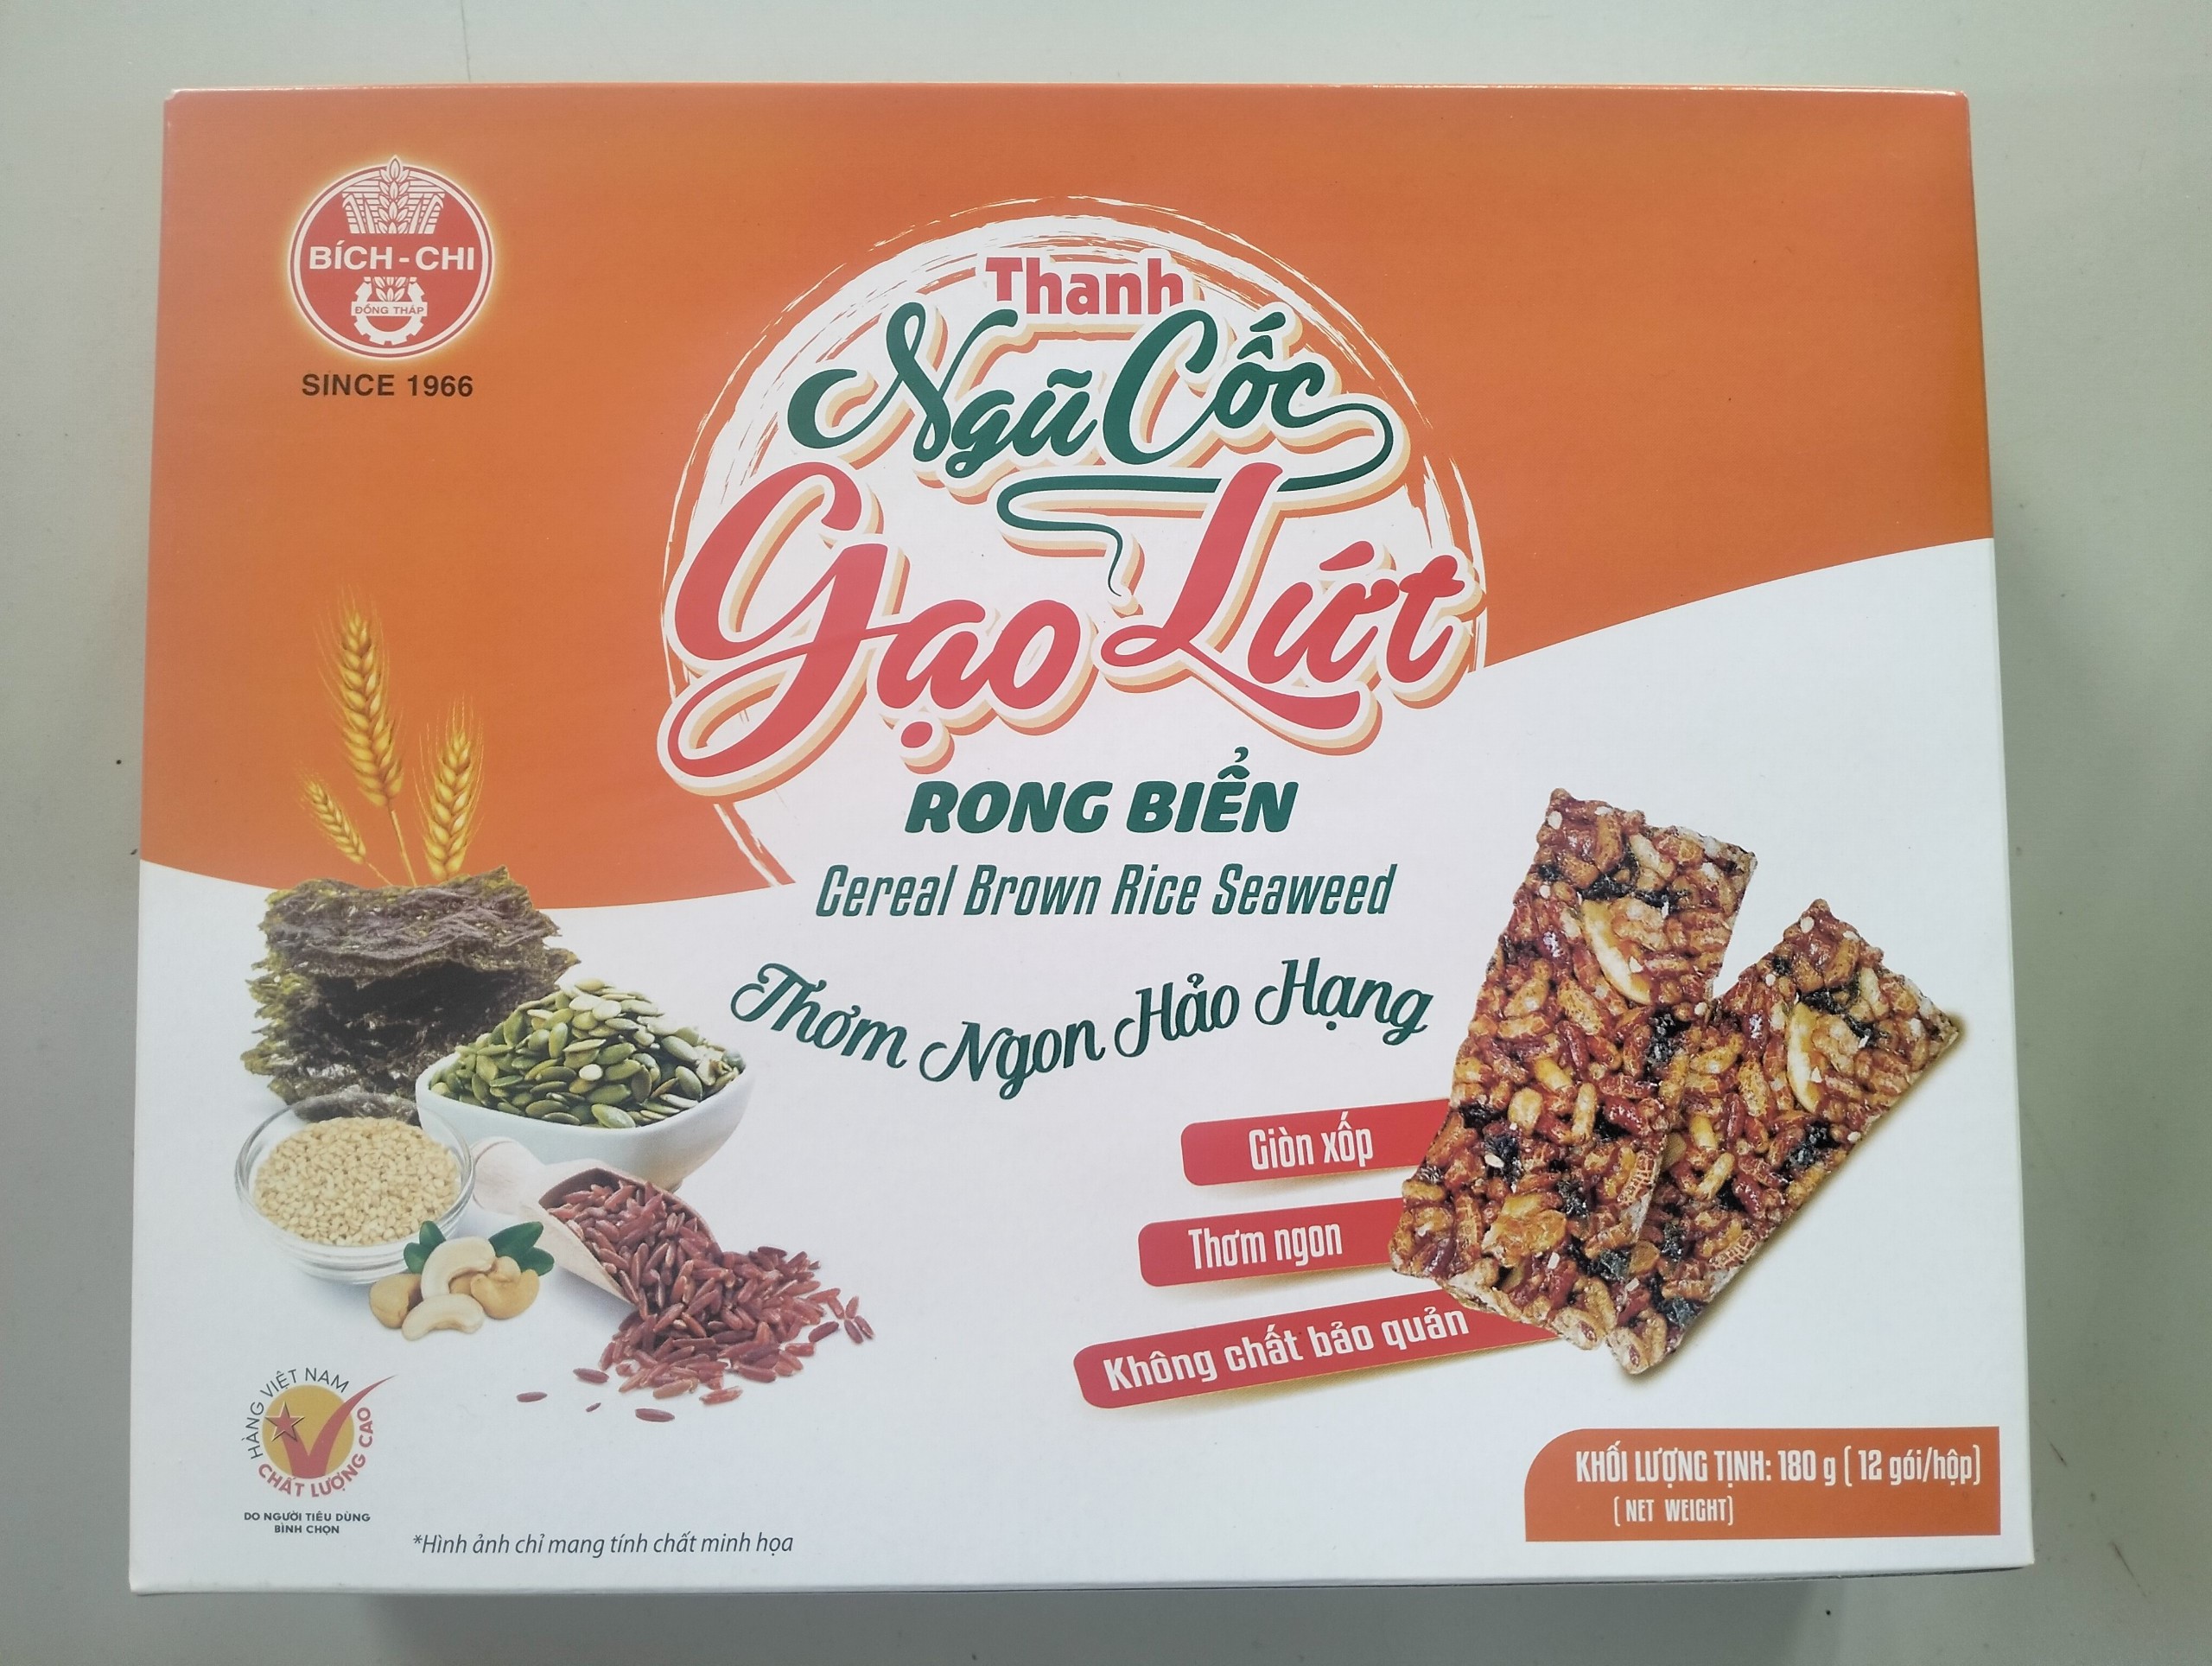 BÍCH-CHI
ĐỒNG THÁP
SINCE 1966
Thanh
Ngũ Cốc
Gạo Lứt
RONG BIỂN
Cereal Brown Rice Seaweed
Thơm Ngon Hảo Hạng
Giòn xốp
Thơm ngon
Không chất bảo quản
HÀNG VIỆT NAM
CHẤT LƯỢNG CAO
DO NGƯỜI TIÊU DÙNG
BÌNH CHỌN
*Hình ảnh chỉ mang tính chất minh họa
KHỐI LƯỢNG TỊNH: 180 g ( 12 gói/hộp)
( NET WEIGHT)